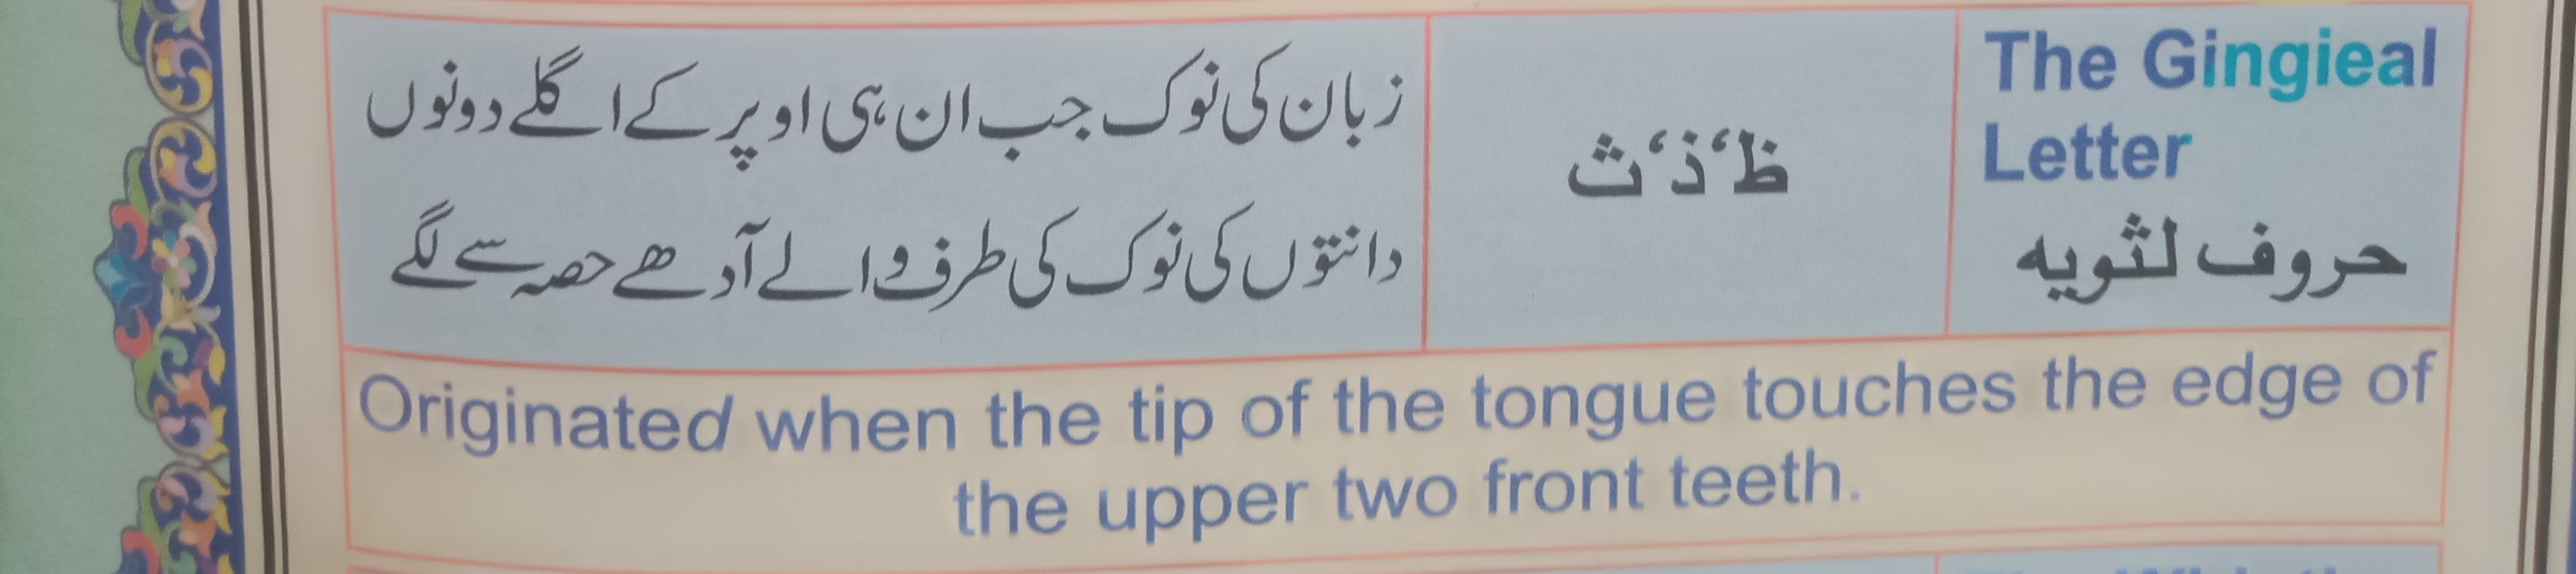 The Gingieal
Letter
حروف لثویه
ظ‘ذ‘ث
زبان کی نوک جب ان ہی اوپر کے اگلے دونوں
دانتوں کی نوک کی طرف والے آدھے حصہ سے لگے
Originated when the tip of the tongue touches the edge of
the upper two front teeth.